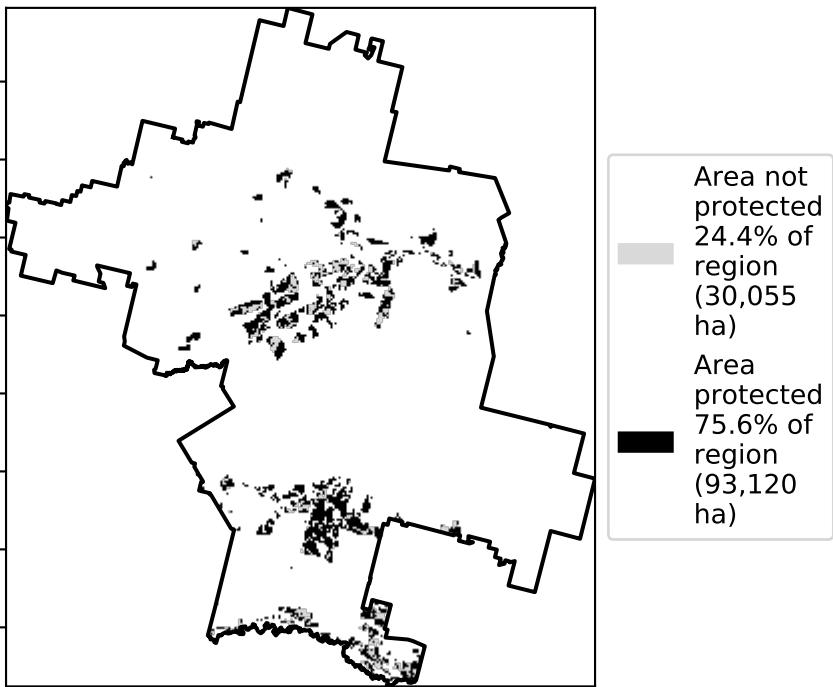 Area not
protected
24.4% of
region
(30,055
ha)
Area
protected
75.6% of
region
(93,120
ha)